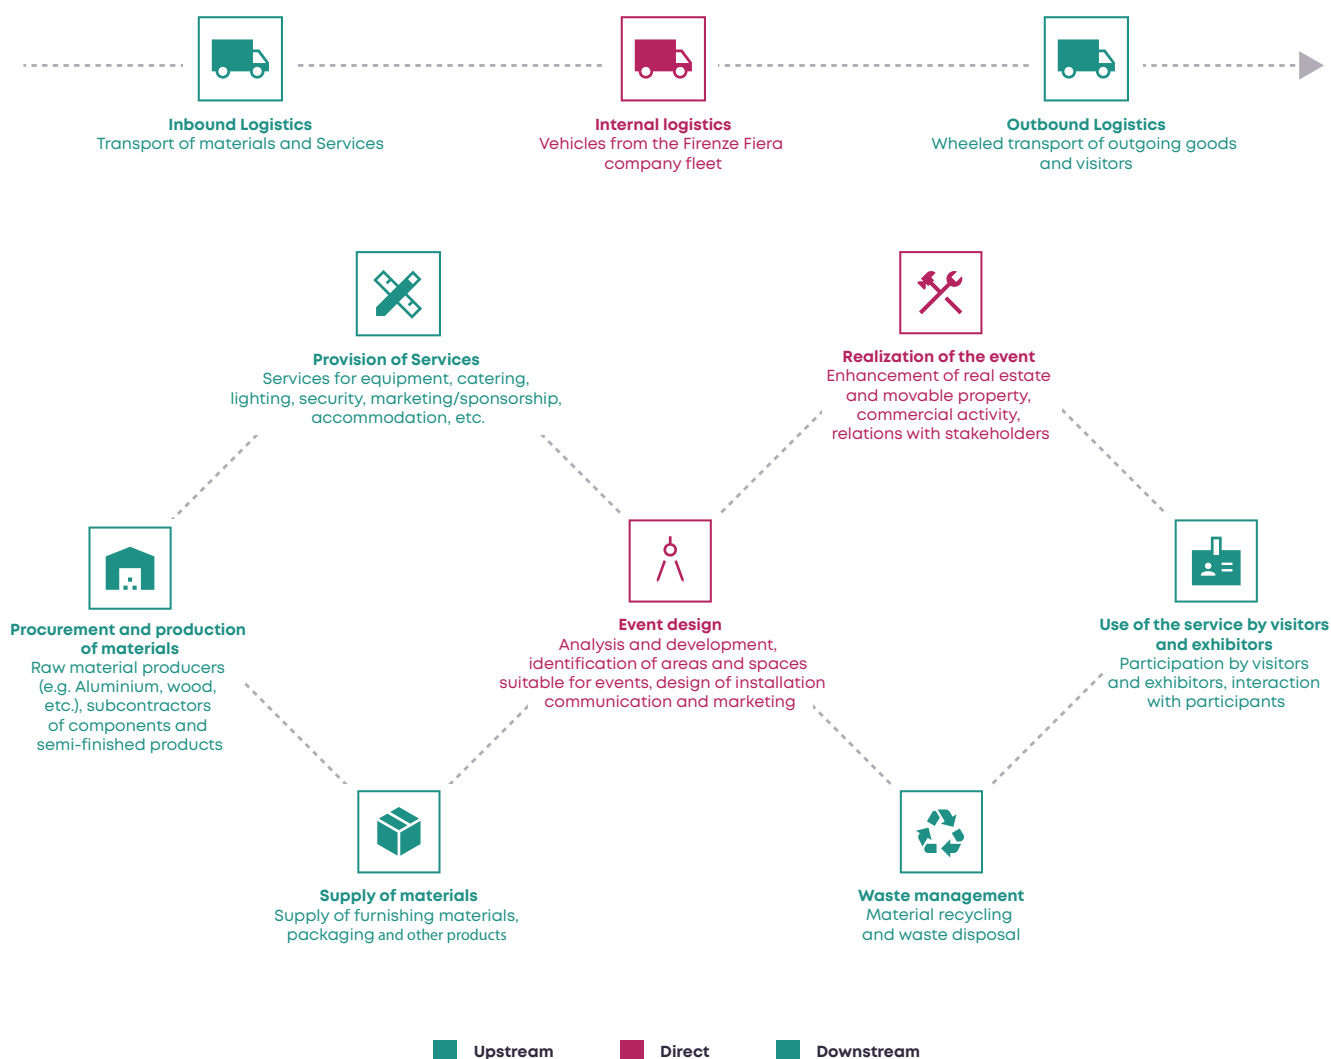 Inbound Logistics
Transport of materials and Services
Internal logistics
Vehicles from the Firenze Fiera
company fleet
Outbound Logistics
Wheeled transport of outgoing goods
and visitors
Provision of Services
Services for equipment, catering,
lighting, security, marketing/sponsorship,
accommodation, etc.
Realization of the event
Enhancement of real estate
and movable property,
commercial activity,
relations with stakeholders
Procurement and production
of materials
Raw material producers
(e.g. Aluminium, wood,
etc.), subcontractors
of components and
semi-finished products
Event design
Analysis and development,
identification of areas and spaces
suitable for events, design of installation
communication and marketing
Use of the service by visitors
and exhibitors
Participation by visitors
and exhibitors, interaction
with participants
Supply of materials
Supply of furnishing materials,
packaging and other products
Waste management
Material recycling
and waste disposal
Upstream
Direct
Downstream